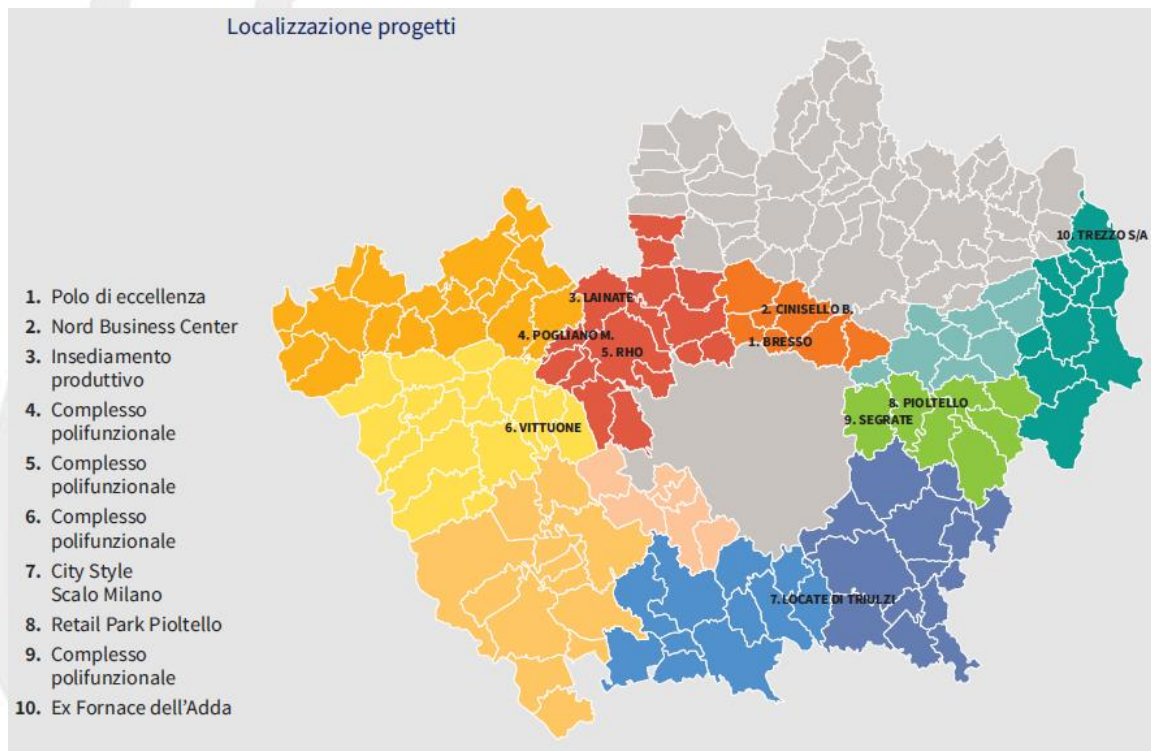 Localizzazione progetti
1. Polo di eccellenza
2. Nord Business Center
3. Insediamento
produttivo
4. Complesso
polifunzionale
5. Complesso
polifunzionale
6. Complesso
polifunzionale
7. City Style
Scalo Milano
8. Retail Park Pioltello
9. Complesso
polifunzionale
10. Ex Fornace dell'Adda
10. TREZZO S/A
3. LAINATE
2. CINISELLO B.
4. POGLIANO M.
1. BRESSO
5. RHO
8. PIOLTELLO
9. SEGRATE
6. VITTUONE
7. LOCATE DI TRIULZI